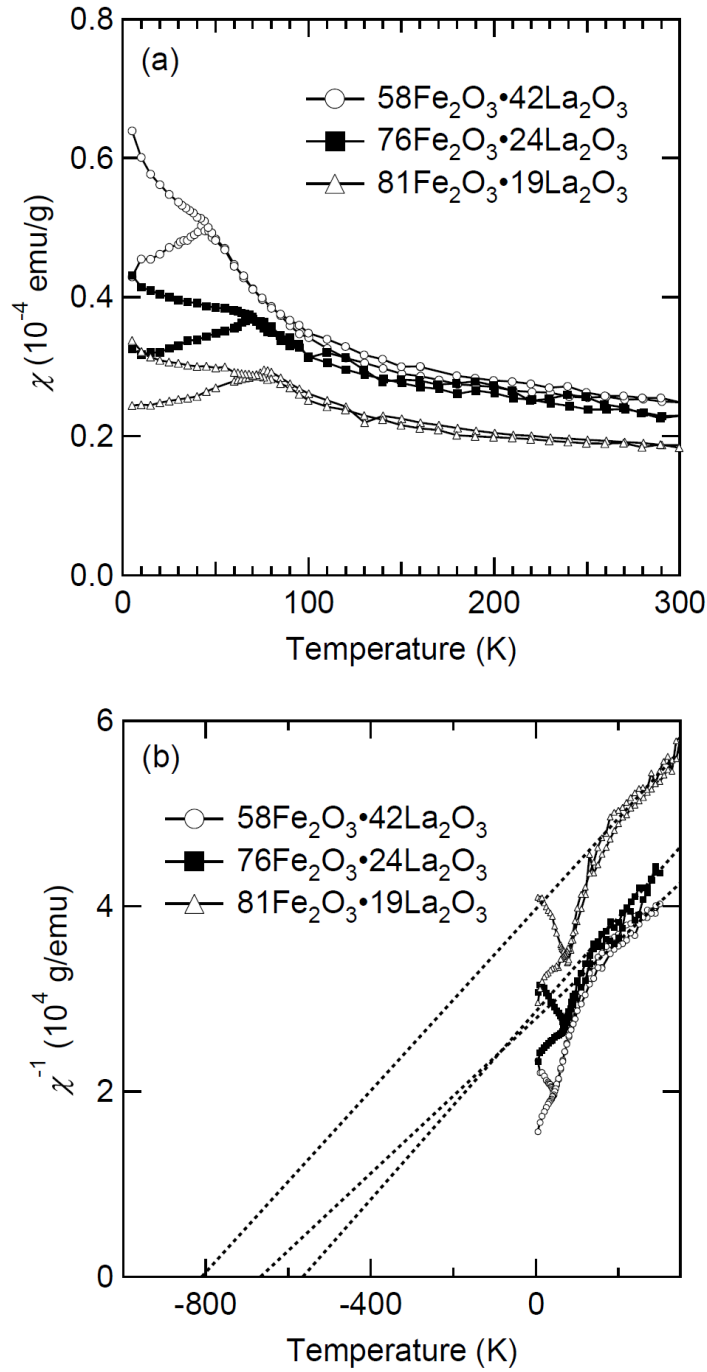 0.8
(a)
58Fe₂O₃•42La₂O₃
76Fe₂O₃•24La₂O₃
81Fe₂O₃•19La₂O₃
0.6
χ (10⁻⁴ emu/g)
0.4
0.2
0.0
0 100 200 300
Temperature (K)
6
(b)
58Fe₂O₃•42La₂O₃
76Fe₂O₃•24La₂O₃
81Fe₂O₃•19La₂O₃
4
χ⁻¹ (10⁴ g/emu)
2
0
-800 -400 0
Temperature (K)